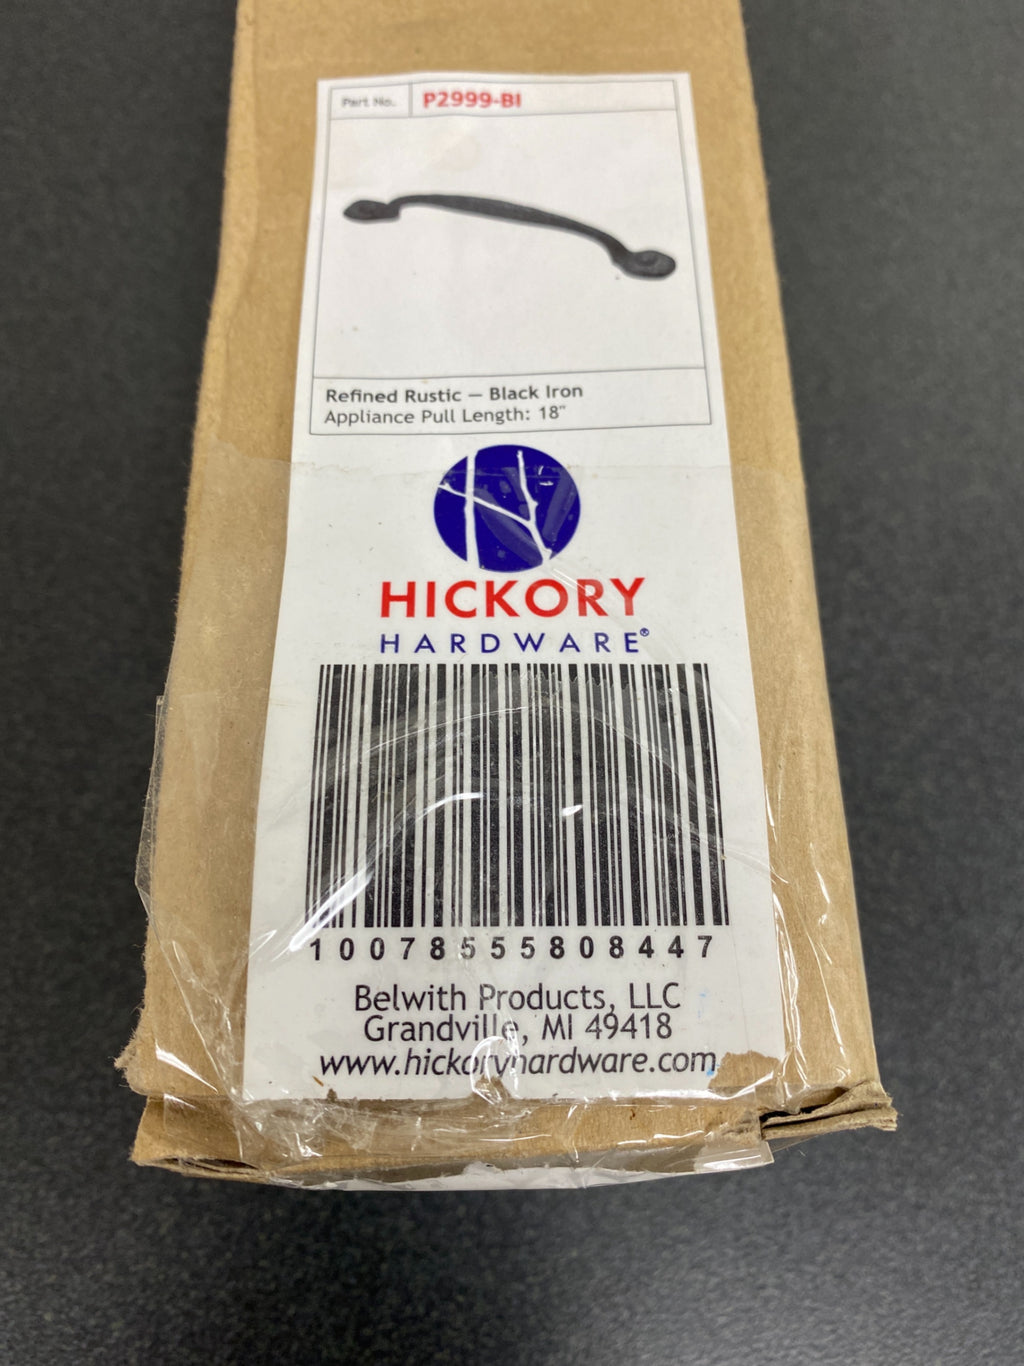 Part No. P2999-BI
Refined Rustic — Black Iron
Appliance Pull Length: 18"
HICKORY
HARDWARE®
10078555808447
Belwith Products, LLC
Grandville, MI 49418
www.hickoryhardware.com